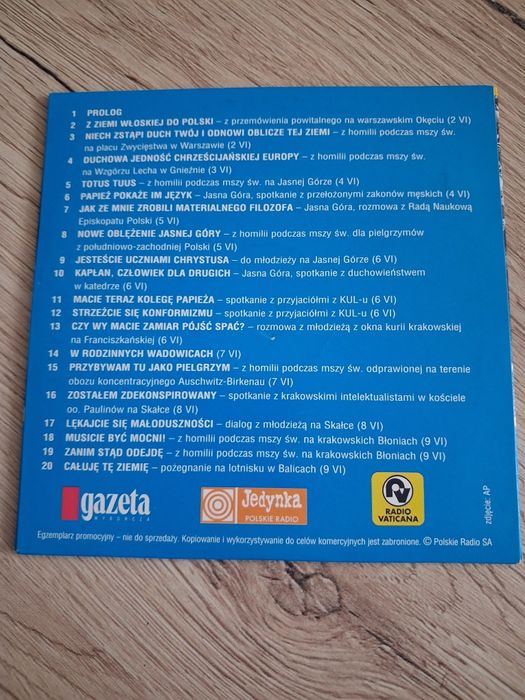 1 PROLOG
2 Z ZIEMI WŁOSKIEJ DO POLSKI – z przemówienia powitalnego na warszawskim Okęciu (2 VI)
3 NIECH ZSTĄPI DUCH TWÓJ I ODNOWI OBLICZE TEJ ZIEMI – z homilii podczas mszy św.
na placu Zwycięstwa w Warszawie (2 VI)
4 DUCHOWA JEDNOŚĆ CHRZEŚCIJAŃSKIEJ EUROPY – z homilii podczas mszy św.
na Wzgórzu Lecha w Gnieźnie (3 VI)
5 TOTUS TUUS – z homilii podczas mszy św. na Jasnej Górze (4 VI)
6 PAPIEŻ POKAŻE IM JĘZYK – Jasna Góra, spotkanie z przełożonymi zakonów męskich (4 VI)
7 JAK ZE MNIE ZROBILI MATERIALNEGO FILOZOFA – Jasna Góra, rozmowa z Radą Naukową
Episkopatu Polski (5 VI)
8 NOWE OBLĘŻENIE JASNEJ GÓRY – z homilii podczas mszy św. dla pielgrzymów
z południowo-zachodniej Polski (5 VI)
9 JESTEŚCIE UCZNIAMI CHRYSTUSA – do młodzieży na Jasnej Górze (6 VI)
10 KAPŁAN, CZŁOWIEK DLA DRUGICH – Jasna Góra, spotkanie z duchowieństwem
w katedrze (6 VI)
11 MACIE TERAZ KOLEGĘ PAPIEŻA – spotkanie z przyjaciółmi z KUL-u (6 VI)
12 STRZEŻCIE SIĘ KONFORMIZMU – spotkanie z przyjaciółmi z KUL-u (6 VI)
13 CZY WY MACIE ZAMIAR PÓJŚĆ SPAĆ? – rozmowa z młodzieżą z okna kurii krakowskiej
na Franciszkańskiej (6 VI)
14 W RODZINNYCH WADOWICACH (7 VI)
15 PRZYBYWAM TU JAKO PIELGRZYM – z homilii podczas mszy św. odprawionej na terenie
obozu koncentracyjnego Auschwitz-Birkenau (7 VI)
16 ZOSTAŁEM ZDEKONSPIROWANY – spotkanie z krakowskimi intelektualistami w kościele
oo. Paulinów na Skałce (8 VI)
17 LĘKAJCIE SIĘ MAŁODUSZNOŚCI – dialog z młodzieżą na Skałce (8 VI)
18 MUSICIE BYĆ MOCNI! – z homilii podczas mszy św. na krakowskich Błoniach (9 VI)
19 ZANIM STĄD ODEJDĘ – z homilii podczas mszy św. na krakowskich Błoniach (9 VI)
20 CAŁUJĘ TĘ ZIEMIĘ – pożegnanie na lotnisku w Balicach (9 VI)
gazeta
WYBORCZA
Jedynka
POLSKIE RADIO
RADIO
VATICANA
zdjęcie: AP
Egzemplarz promocyjny – nie do sprzedaży. Kopiowanie i wykorzystywanie do celów komercyjnych jest zabronione. © Polskie Radio SA